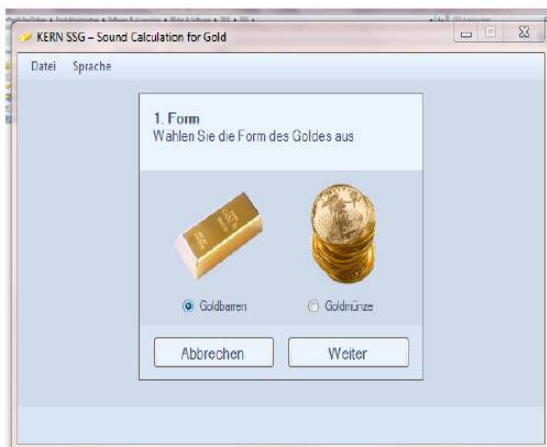 KERN SSG – Sound Calculation for Gold
Datei Sprache
1. Form
Wählen Sie die Form des Goldes aus
Goldbarren
Goldmünze
Abbrechen
Weiter